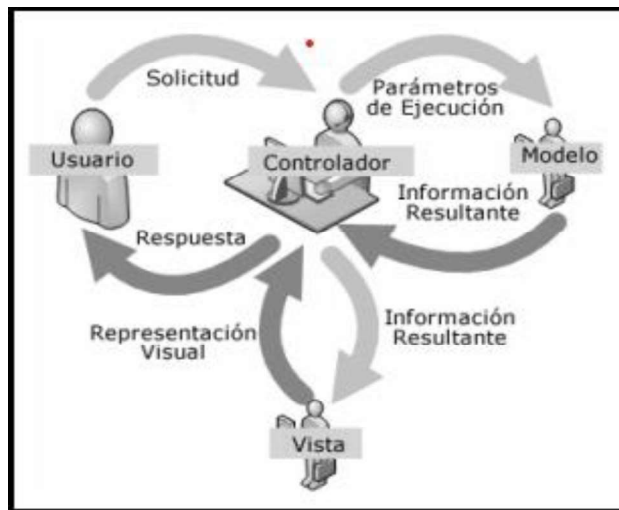 Solicitud
Parámetros
de Ejecución
Usuario
Controlador
Modelo
Información
Resultante
Respuesta
Representación
Visual
Información
Resultante
Vista